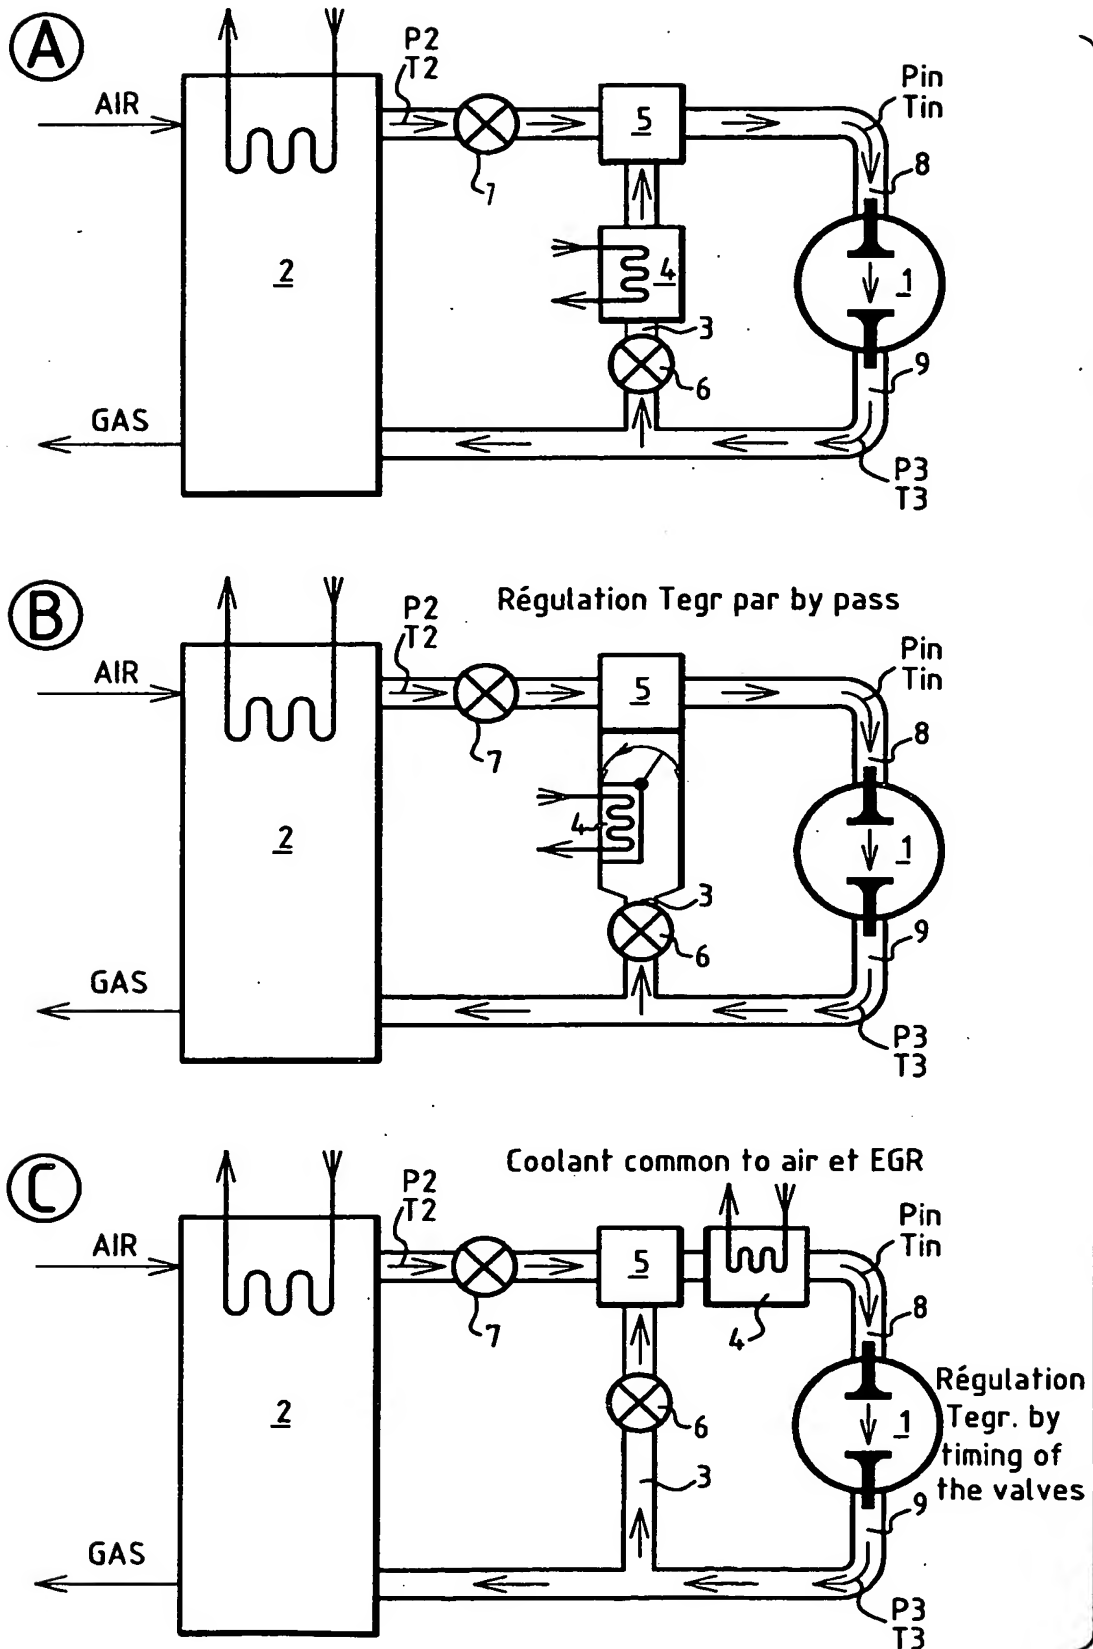 A
P2
T2
AIR
Pin
Tin
5
7
8
2
4
1
3
6
9
GAS
P3
T3
B
Régulation Tegr par by pass
P2
T2
AIR
Pin
Tin
5
7
8
4
2
1
3
6
9
GAS
P3
T3
C
Coolant common to air et EGR
P2
T2
AIR
Pin
Tin
5
7
4
8
Régulation
Tegr. by
timing of
the valves
2
1
6
3
9
GAS
P3
T3